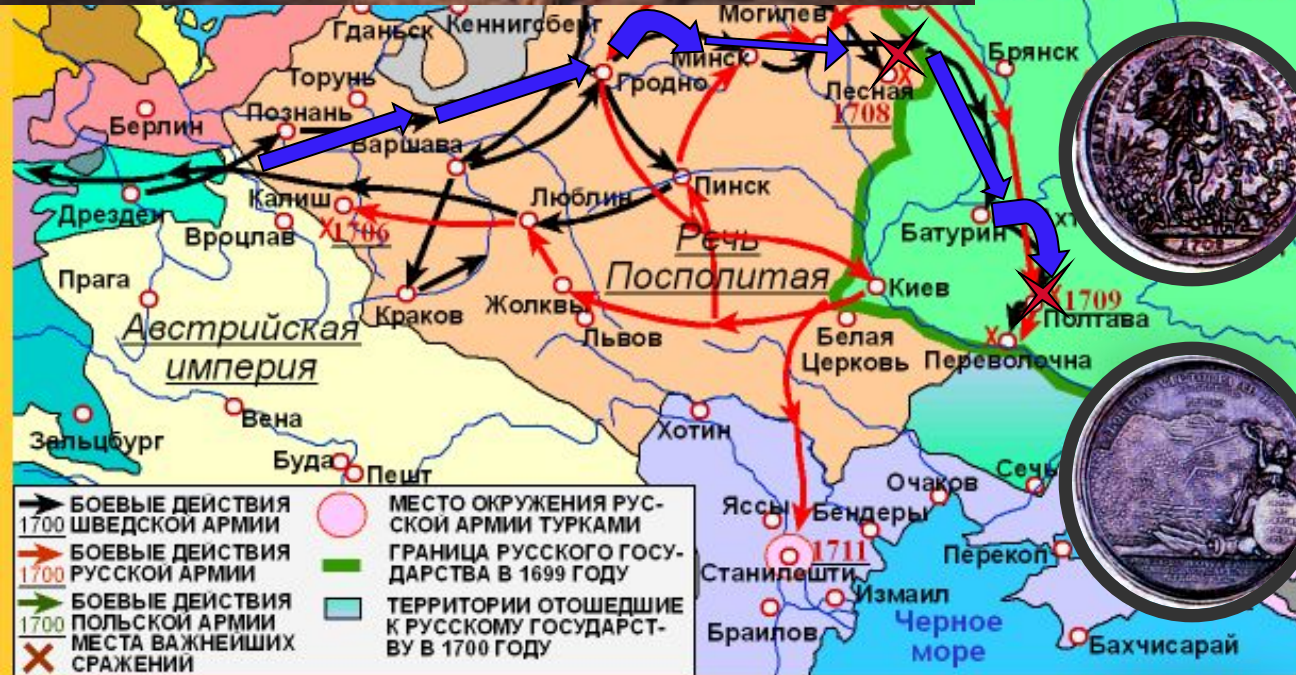 Гданьск
Кеннигсберг
Могилев
Брянск
Торунь
Гродно
Минск
Лесная
1708
Берлин
Познань
Варшава
Дрезден
Калиш
1706
Вроцлав
Люблин
Пинск
Речь
Посполитая
Батурин
Киев
Прага
Краков
Жолквы
Львов
Белая
Церковь
1709
Полтава
Переволочна
Австрийская
империя
Вена
Зальцбург
Буда
Пешт
Хотин
Очаков
Сечь
Яссы
Бендеры
Перекоп
1711
Станилешти
Измаил
Браилов
Черное
море
Бахчисарай
БОЕВЫЕ ДЕЙСТВИЯ
1700 ШВЕДСКОЙ АРМИИ
БОЕВЫЕ ДЕЙСТВИЯ
1700 РУССКОЙ АРМИИ
БОЕВЫЕ ДЕЙСТВИЯ
1700 ПОЛЬСКОЙ АРМИИ
МЕСТА ВАЖНЕЙШИХ
СРАЖЕНИЙ
МЕСТО ОКРУЖЕНИЯ РУС-
СКОЙ АРМИИ ТУРКАМИ
ГРАНИЦА РУССКОГО ГОСУ-
ДАРСТВА В 1699 ГОДУ
ТЕРРИТОРИИ ОТОШЕДШИЕ
К РУССКОМУ ГОСУДАРСТ-
ВУ В 1700 ГОДУ